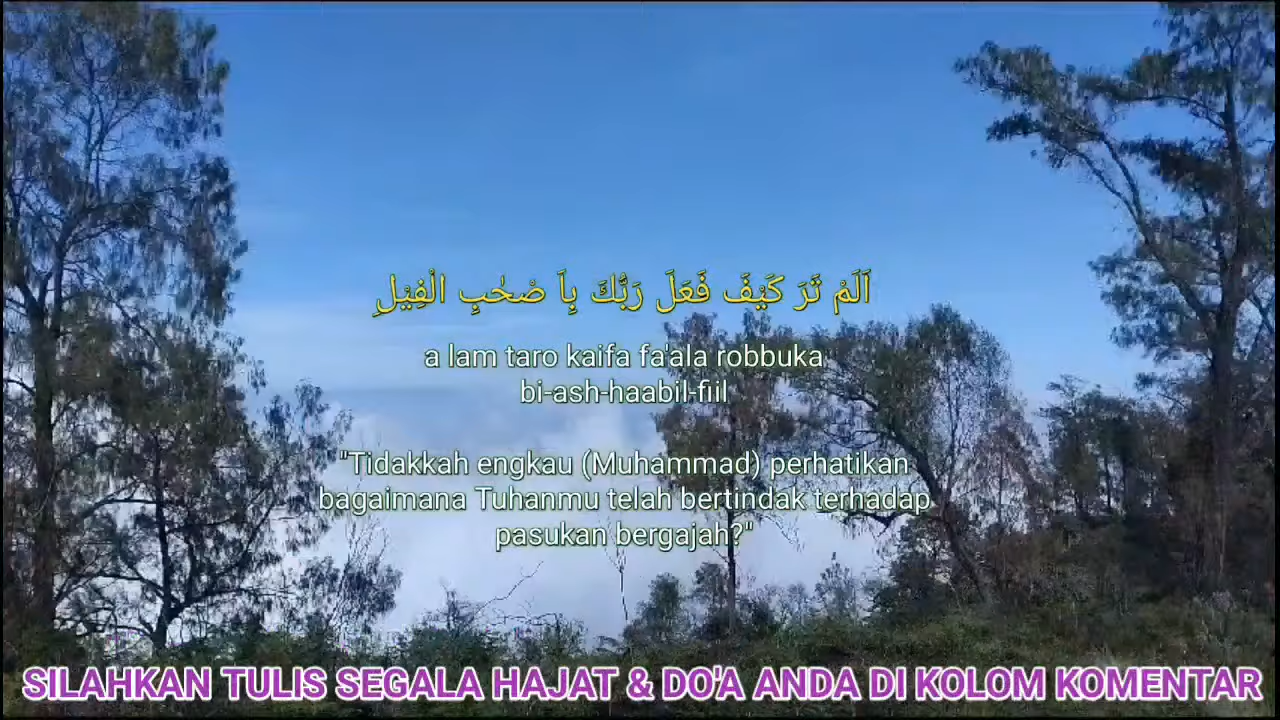 اَلَمْ تَرَ كَيْفَ فَعَلَ رَبُّكَ بِاَ صْحٰبِ الْفِيْلِ
a lam taro kaifa fa'ala robbuka
bi-ash-haabil-fiil
"Tidakkah engkau (Muhammad) perhatikan
bagaimana Tuhanmu telah bertindak terhadap
pasukan bergajah?"
SILAHKAN TULIS SEGALA HAJAT & DO'A ANDA DI KOLOM KOMENTAR